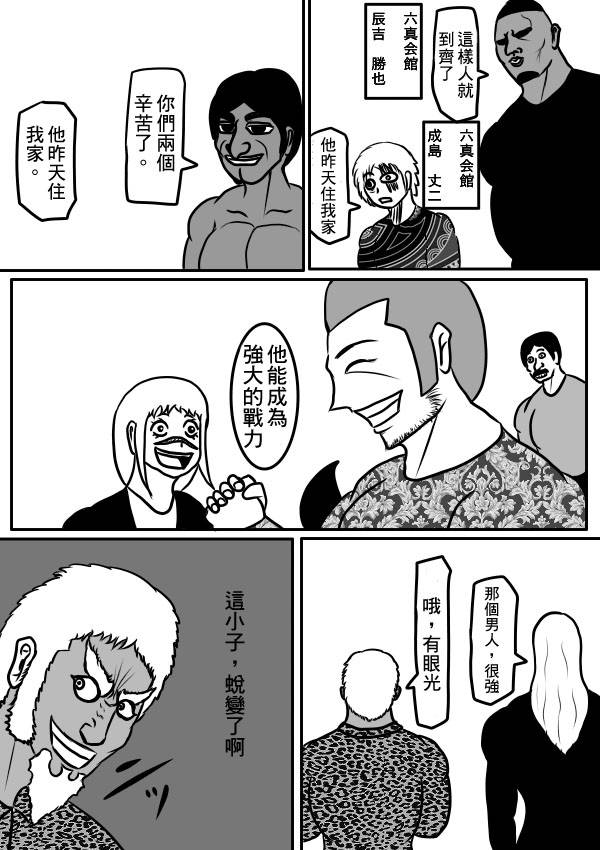 這樣人就
到齊了
六真会館
辰吉　勝也
六真会館
成島　丈二
他昨天住我家
你們兩個
辛苦了。
他昨天住
我家。
他能成為
強大的戰力
那個男人，很強
哦，有眼光
這小子，蛻變了啊